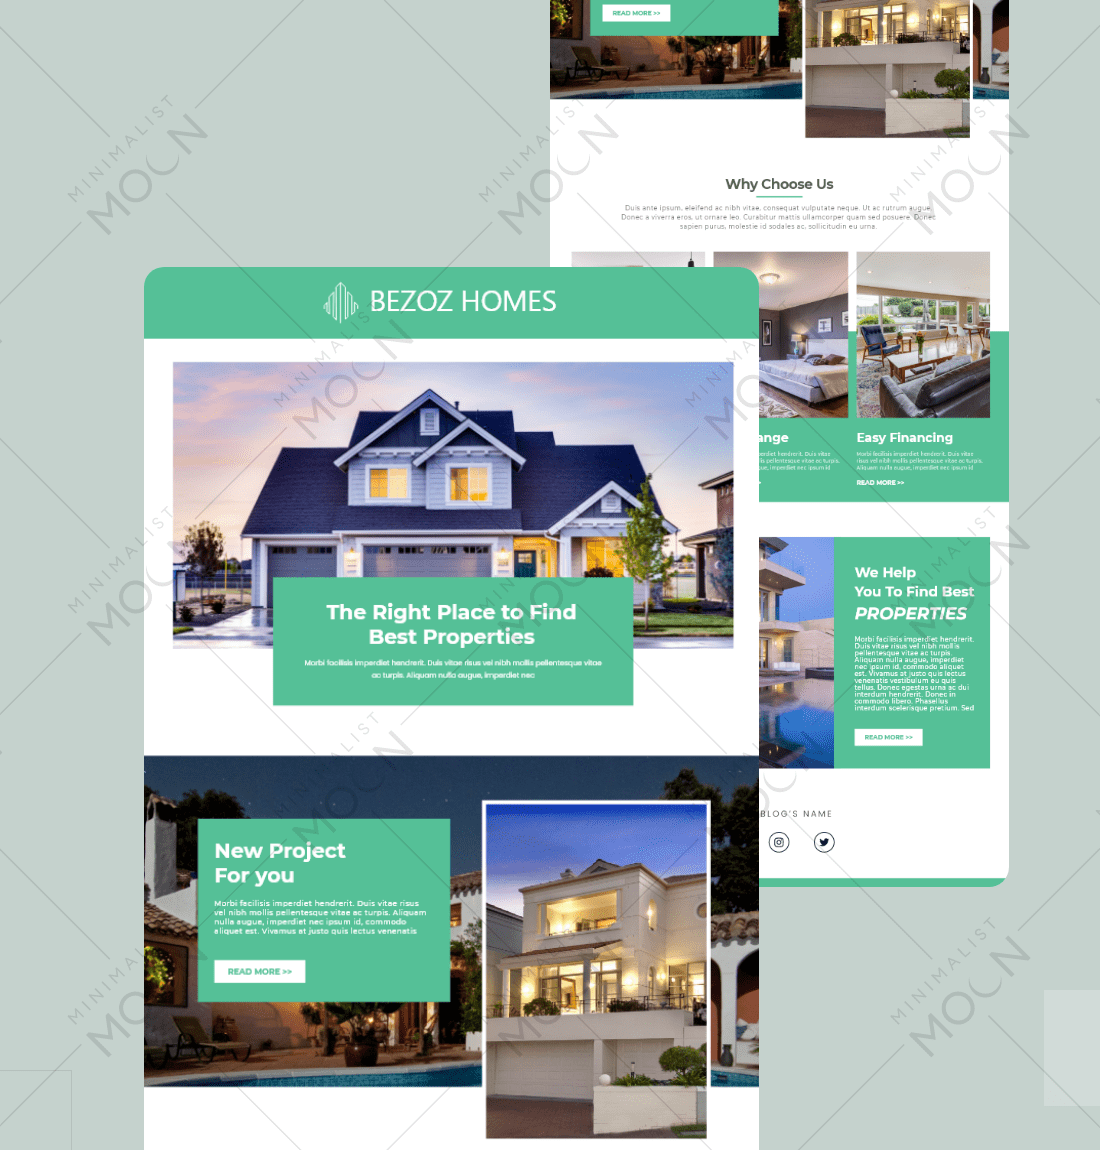 BEZOZ HOMES
The Right Place to Find
Best Properties
Morbi facilisis imperdiet hendrerit. Duis vitae risus vel nibh mollis pellentesque vitae
ac turpis. Aliquam nulla augue, imperdiet nec
New Project
For you
Morbi facilisis imperdiet hendrerit. Duis vitae risus
vel nibh mollis pellentesque vitae ac turpis. Aliquam
nulla augue, imperdiet nec ipsum id, commodo
aliquet est. Vivamus at justo quis lectus venenatis
READ MORE >>
READ MORE >>
Why Choose Us
Duis ante ipsum, eleifend ac nibh vitae, consequat vulputate neque. Ut ac rutrum augue.
Donec a viverra eros, ut ornare leo. Curabitur mattis ullamcorper quam sed posuere. Donec
sapien purus, molestie id sodales ac, sollicitudin eu urna.
ange
Easy Financing
Morbi facilisis imperdiet hendrerit. Duis vitae
risus vel nibh mollis pellentesque vitae ac turpis.
Aliquam nulla augue, imperdiet nec ipsum id
READ MORE >>
We Help
You To Find Best
PROPERTIES
Morbi facilisis imperdiet hendrerit.
Duis vitae risus vel nibh mollis
pellentesque vitae ac turpis.
Aliquam nulla augue, imperdiet
nec ipsum id, commodo aliquet
est. Vivamus at justo quis lectus
venenatis vestibulum eu quis
tellus. Donec egestas urna ac dui
interdum hendrerit. Donec in
commodo libero. Phasellus
interdum scelerisque pretium. Sed
READ MORE >>
BLOG'S NAME
MINIMALIST
MOON